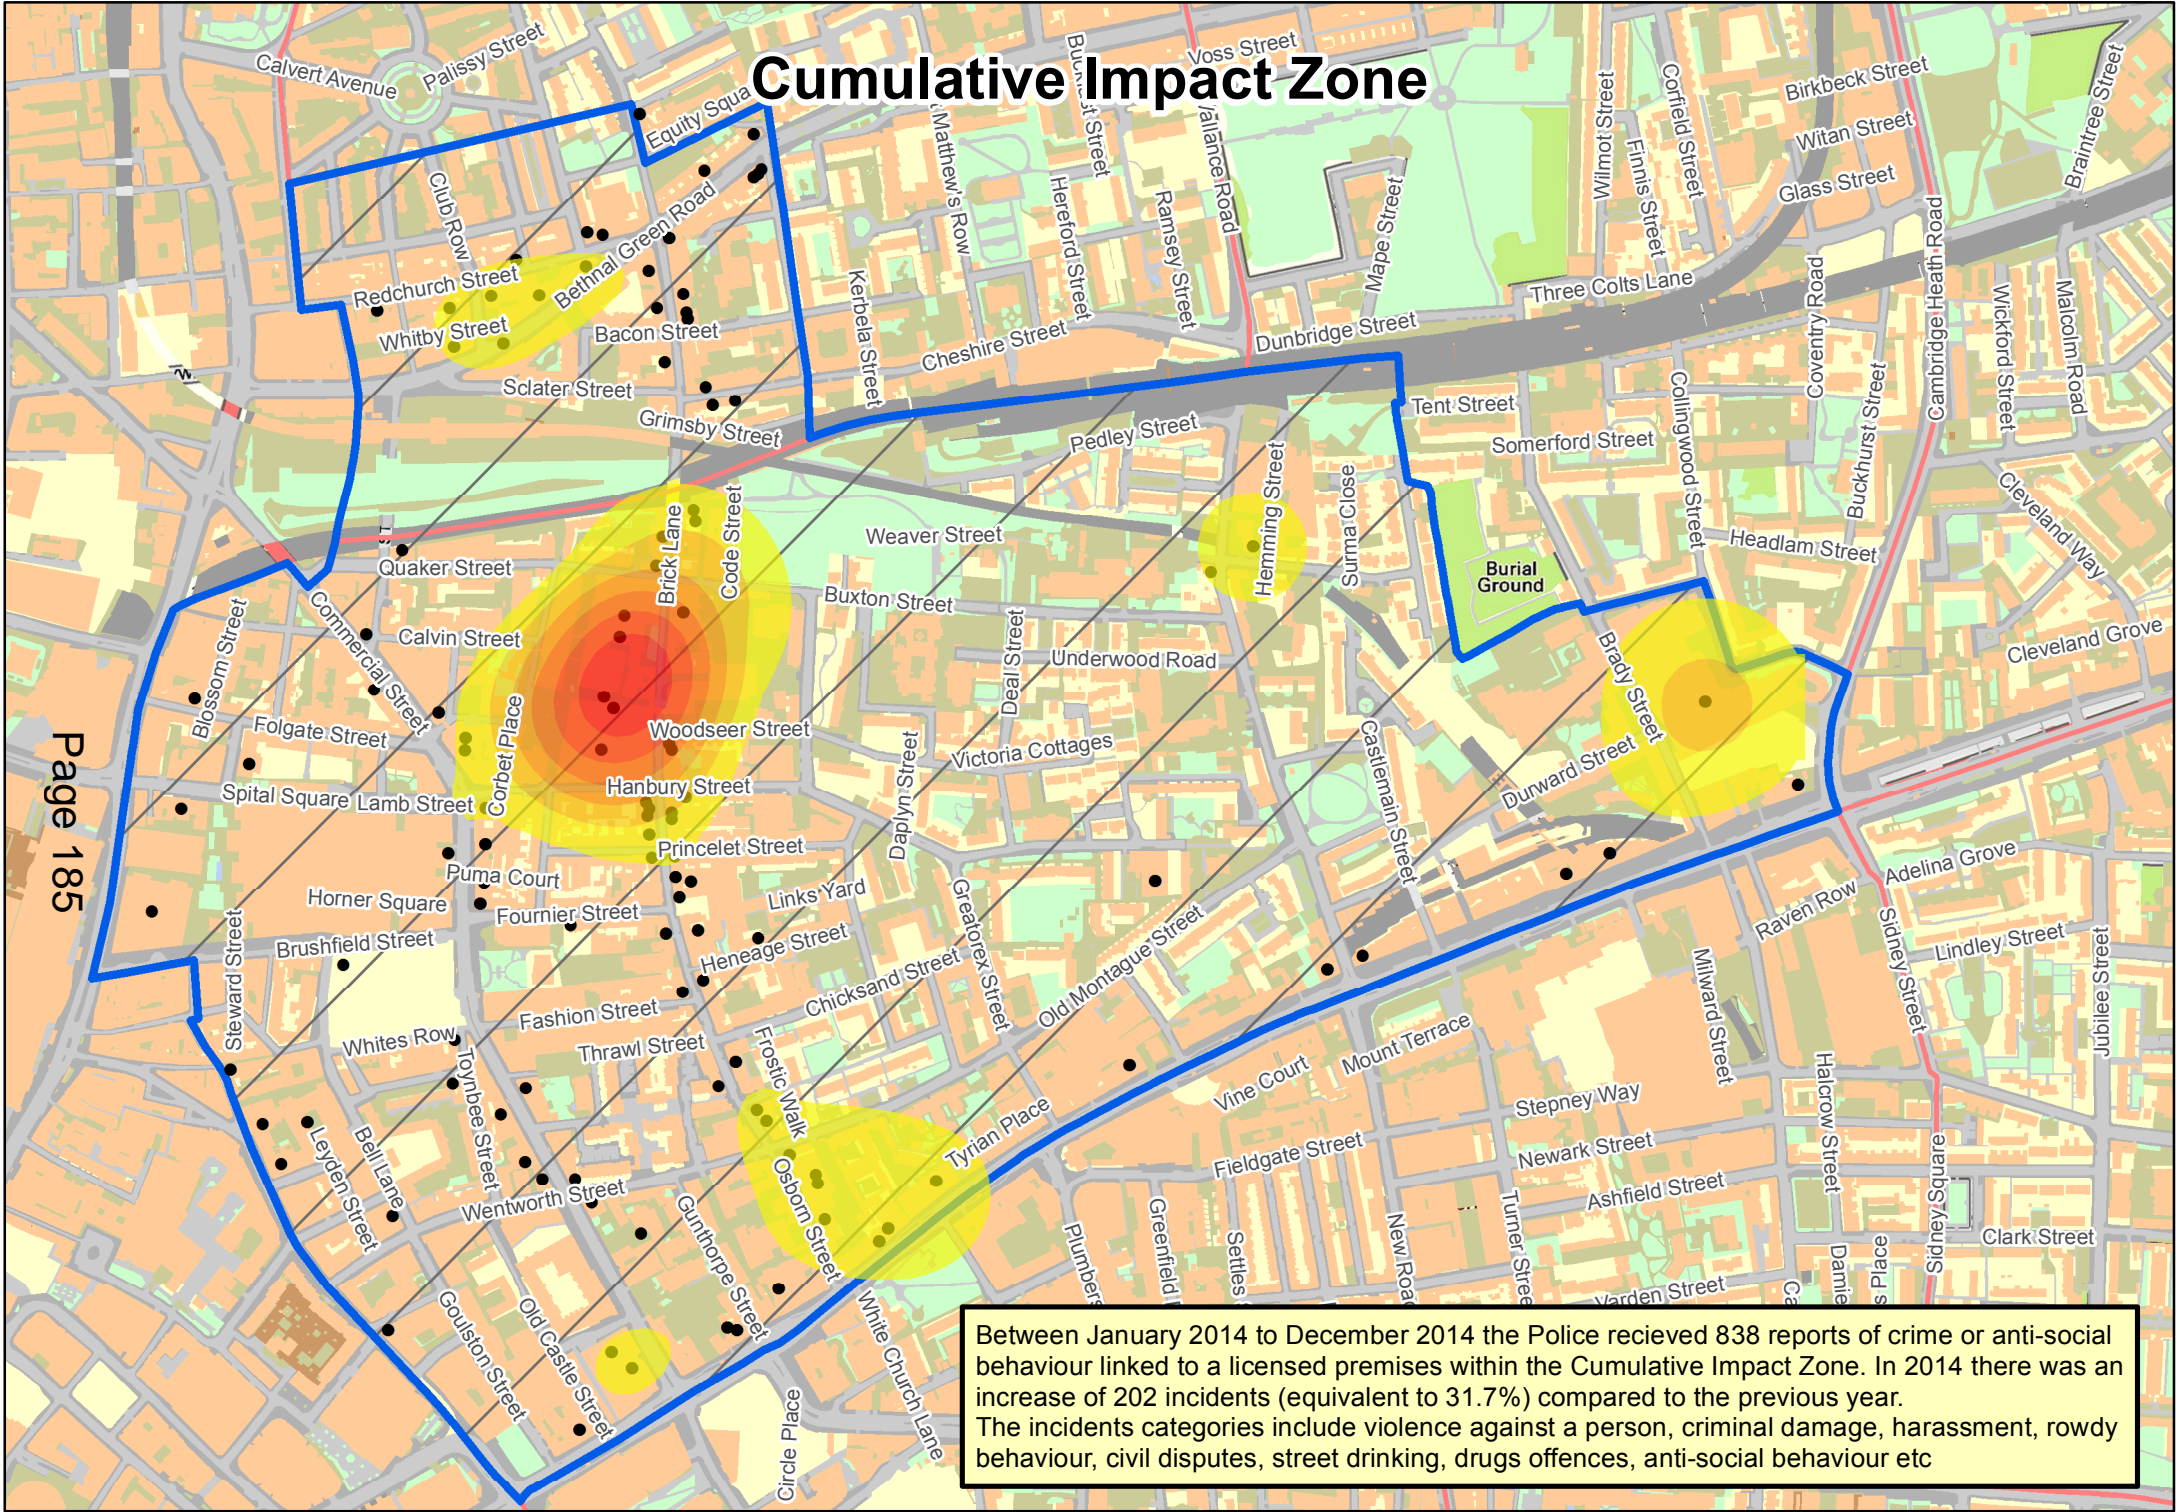 Cumulative Impact Zone
Calvert Avenue
Palissy Street
Voss Street
Equity Squa
Birkbeck Street
Witan Street
Glass Street
Braintree Street
Wilmot Street
Corfield Street
Finnis Street
Matthew's Row
Hereford Street
Ramsey Street
Mape Street
Cambridge Heath Road
Club Row
Bethnal Green Road
Redchurch Street
Whitby Street
Bacon Street
Sclater Street
Grimsby Street
Kerbela Street
Cheshire Street
Dunbridge Street
Three Colts Lane
Coventry Road
Wickford Street
Malcolm Road
Buckhurst Street
Collingwood Street
Tent Street
Somerford Street
Pedley Street
Hemming Street
Surma Close
Headlam Street
Cleveland Way
Cleveland Grove
Burial
Ground
Quaker Street
Brick Lane
Code Street
Weaver Street
Buxton Street
Underwood Road
Deal Street
Calvin Street
Commercial Street
Blossom Street
Folgate Street
Corbet Place
Woodseer Street
Victoria Cottages
Brady Street
Durward Street
Castlemain Street
Spital Square
Lamb Street
Hanbury Street
Daplyn Street
Princelet Street
Puma Court
Horner Square
Fournier Street
Links Yard
Greatorex Street
Heneage Street
Brushfield Street
Steward Street
Chicksand Street
Old Montague Street
Adelina Grove
Raven Row
Lindley Street
Sidney Street
Jubilee Street
Milward Street
Fashion Street
Whites Row
Thrawl Street
Frostic Walk
Toynbee Street
Vine Court
Mount Terrace
Stepney Way
Halcrow Street
Newark Street
Ashfield Street
Fieldgate Street
Tyrian Place
Leyden Street
Bell Lane
Wentworth Street
Osborn Street
Gunthorpe Street
Goulston Street
Old Castle Street
White Church Lane
Circle Place
Plumbers
Greenfield
Settles
New Road
Turner Stree
Varden Street
Sidney Square
Clark Street
Damie
s Place
Page 185
Between January 2014 to December 2014 the Police recieved 838 reports of crime or anti-social
behaviour linked to a licensed premises within the Cumulative Impact Zone. In 2014 there was an
increase of 202 incidents (equivalent to 31.7%) compared to the previous year.
The incidents categories include violence against a person, criminal damage, harassment, rowdy
behaviour, civil disputes, street drinking, drugs offences, anti-social behaviour etc